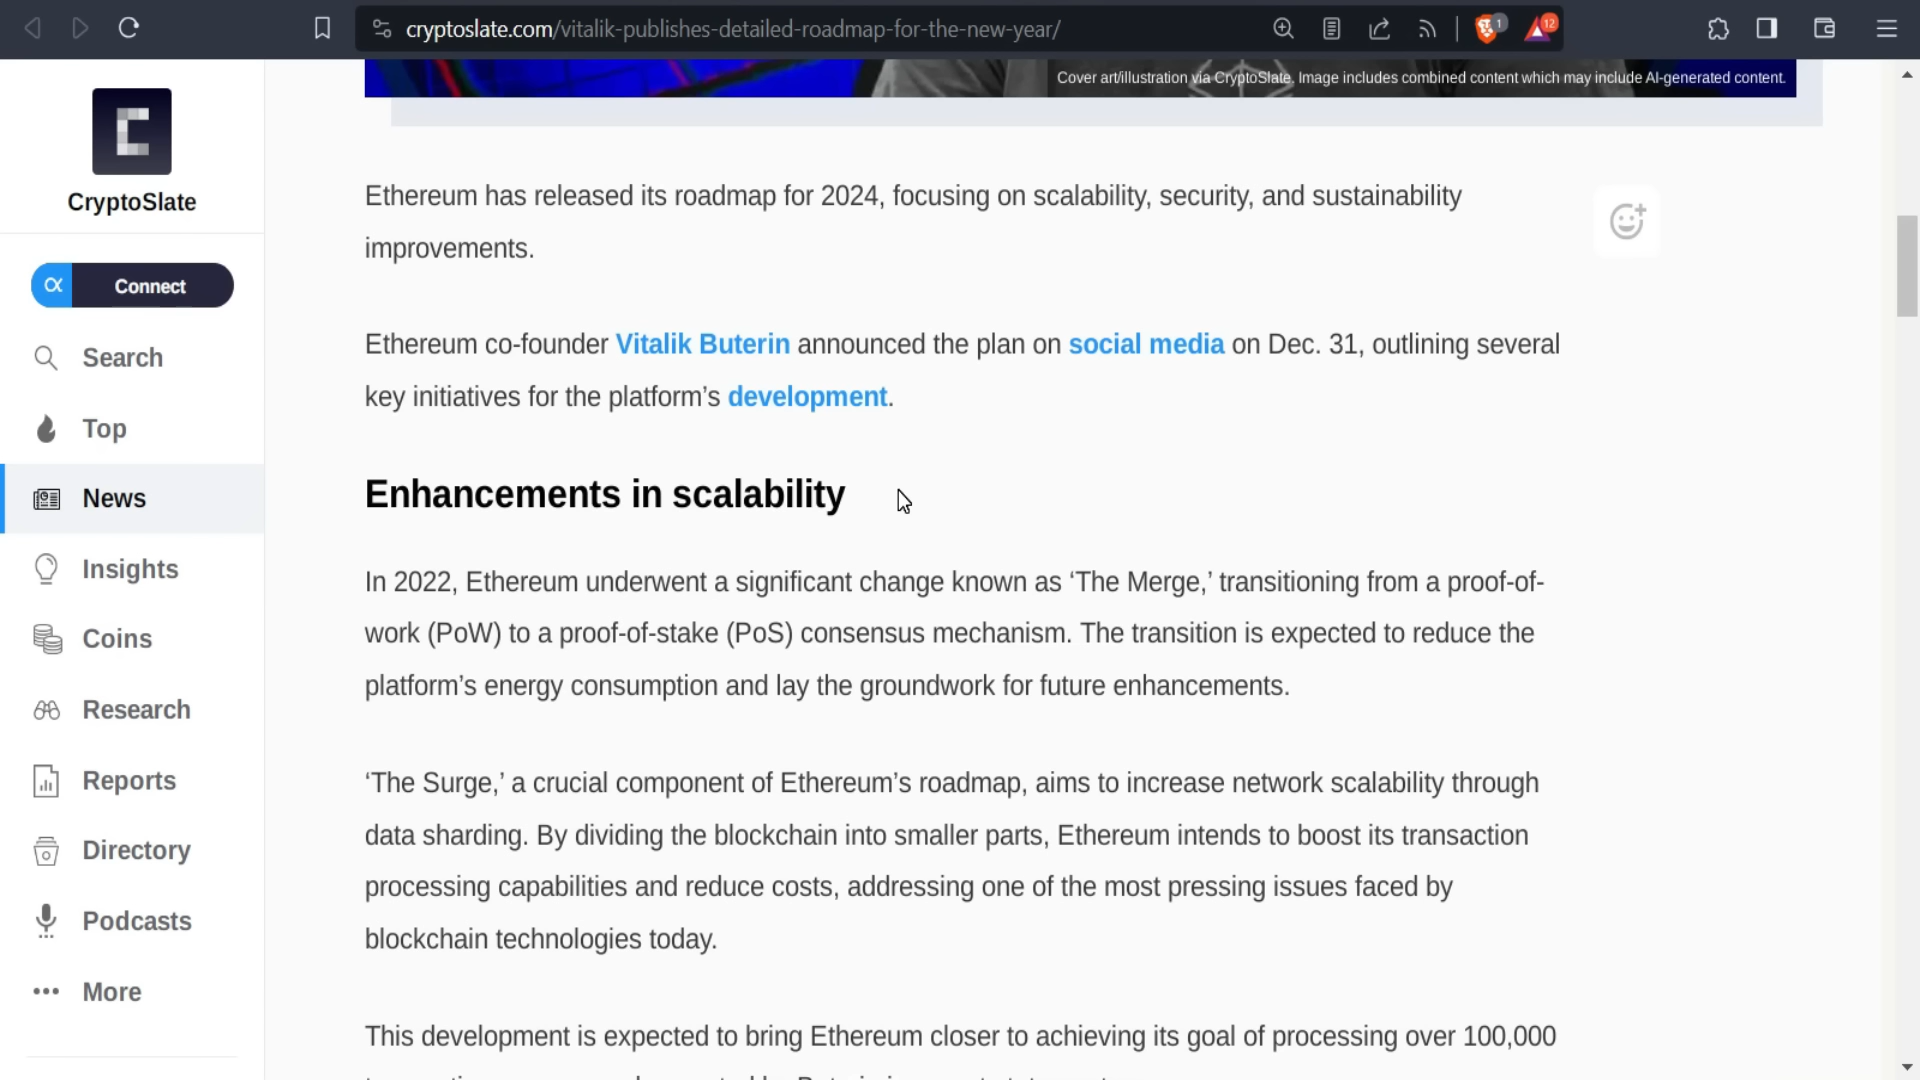 cryptoslate.com/vitalik-publishes-detailed-roadmap-for-the-new-year/
1
12
Cover art/illustration via CryptoSlate. Image includes combined content which may include AI-generated content.
CryptoSlate
α Connect
Search
Top
News
Insights
Coins
Research
Reports
Directory
Podcasts
More
Ethereum has released its roadmap for 2024, focusing on scalability, security, and sustainability
improvements.
Ethereum co-founder Vitalik Buterin announced the plan on social media on Dec. 31, outlining several
key initiatives for the platform’s development.
Enhancements in scalability
In 2022, Ethereum underwent a significant change known as ‘The Merge,’ transitioning from a proof-of-
work (PoW) to a proof-of-stake (PoS) consensus mechanism. The transition is expected to reduce the
platform’s energy consumption and lay the groundwork for future enhancements.
‘The Surge,’ a crucial component of Ethereum’s roadmap, aims to increase network scalability through
data sharding. By dividing the blockchain into smaller parts, Ethereum intends to boost its transaction
processing capabilities and reduce costs, addressing one of the most pressing issues faced by
blockchain technologies today.
This development is expected to bring Ethereum closer to achieving its goal of processing over 100,000